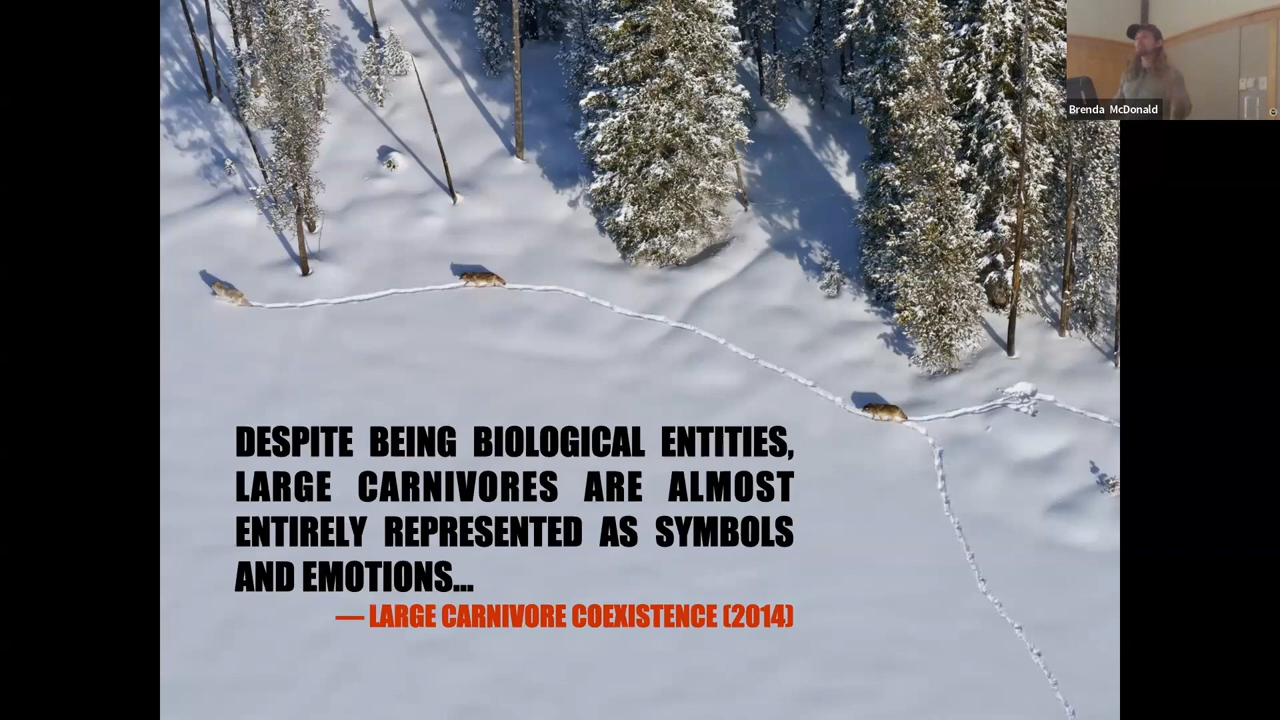 Brenda McDonald
DESPITE BEING BIOLOGICAL ENTITIES,
LARGE CARNIVORES ARE ALMOST
ENTIRELY REPRESENTED AS SYMBOLS
AND EMOTIONS...
— LARGE CARNIVORE COEXISTENCE (2014)